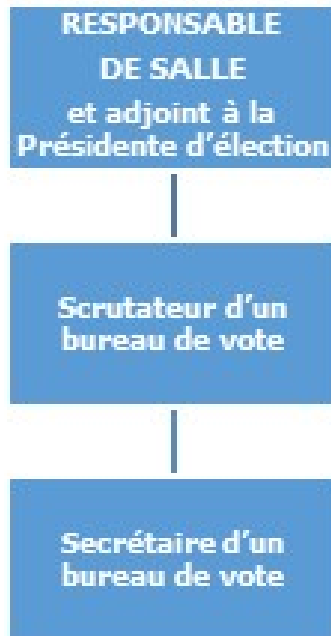 RESPONSABLE
DE SALLE
et adjoint à la
Présidente d'élection
Scrutateur d'un
bureau de vote
Secrétaire d'un
bureau de vote